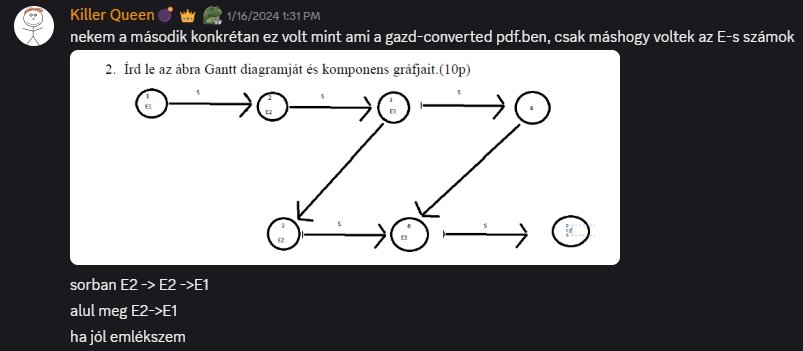 Killer Queen 1/16/2024 1:31 PM
nekem a második konkrétan ez volt mint ami a gazd-converted pdf.ben, csak máshogy voltek az E-s számok
2. Írd le az ábra Gantt diagramját és komponens gráfjait.(10p)
s s s
1 2 3 4
E1 E2 E3
s s
5 6
E2 E3
sorban E2 -> E2 ->E1
alul meg E2->E1
ha jól emlékszem